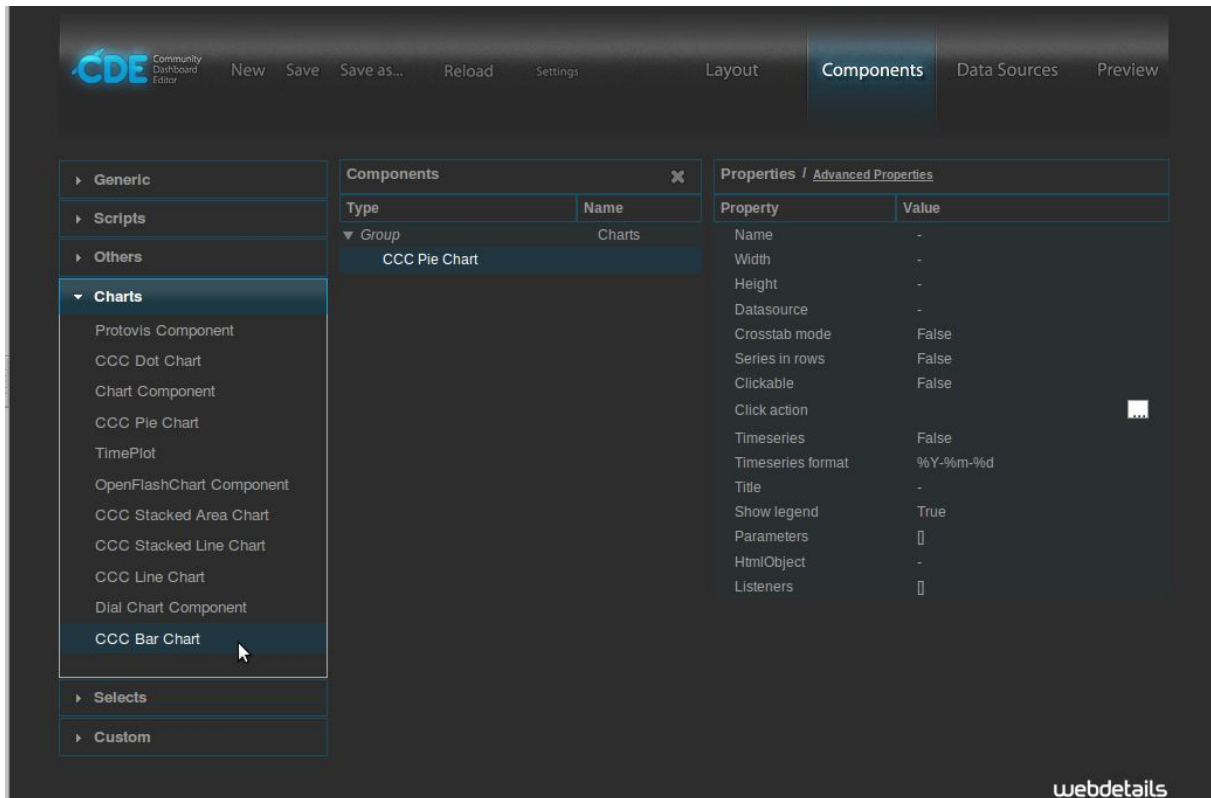 CDE Community Dashboard Editor New Save Save as... Reload Settings Layout Components Data Sources Preview
Generic
Scripts
Others
Charts
Protovis Component
CCC Dot Chart
Chart Component
CCC Pie Chart
TimePlot
OpenFlashChart Component
CCC Stacked Area Chart
CCC Stacked Line Chart
CCC Line Chart
Dial Chart Component
CCC Bar Chart
Selects
Custom
Components
Type Name
Group Charts
CCC Pie Chart
Properties / Advanced Properties
Property Value
Name -
Width -
Height -
Datasource -
Crosstab mode False
Series in rows False
Clickable False
Click action ...
Timeseries False
Timeseries format %Y-%m-%d
Title -
Show legend True
Parameters []
HtmlObject -
Listeners []
webdetails